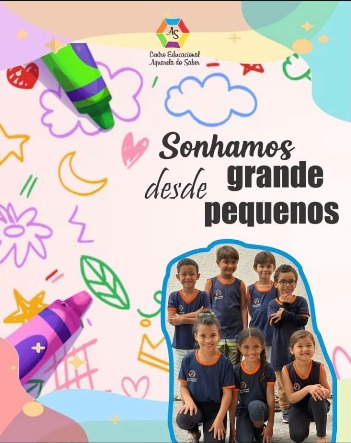 AS
Centro Educacional
Aquarela do Saber
Sonhamos
desde grande
pequenos